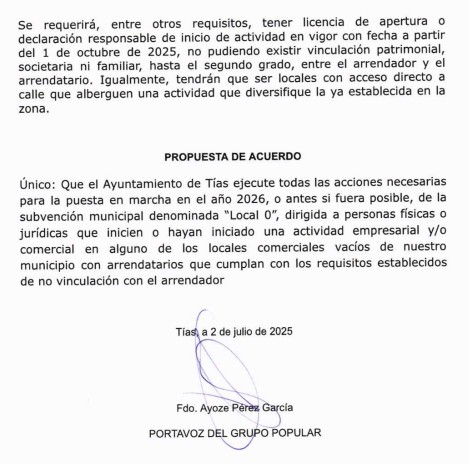 Se requerirá, entre otros requisitos, tener licencia de apertura o
declaración responsable de inicio de actividad en vigor con fecha a partir
del 1 de octubre de 2025, no pudiendo existir vinculación patrimonial,
societaria ni familiar, hasta el segundo grado, entre el arrendador y el
arrendatario. Igualmente, tendrán que ser locales con acceso directo a
calle que alberguen una actividad que diversifique la ya establecida en la
zona.
PROPUESTA DE ACUERDO
Único: Que el Ayuntamiento de Tías ejecute todas las acciones necesarias
para la puesta en marcha en el año 2026, o antes si fuera posible, de la
subvención municipal denominada “Local 0”, dirigida a personas físicas o
jurídicas que inicien o hayan iniciado una actividad empresarial y/o
comercial en alguno de los locales comerciales vacíos de nuestro
municipio con arrendatarios que cumplan con los requisitos establecidos
de no vinculación con el arrendador
Tías, a 2 de julio de 2025
Fdo. Ayoze Pérez García
PORTAVOZ DEL GRUPO POPULAR